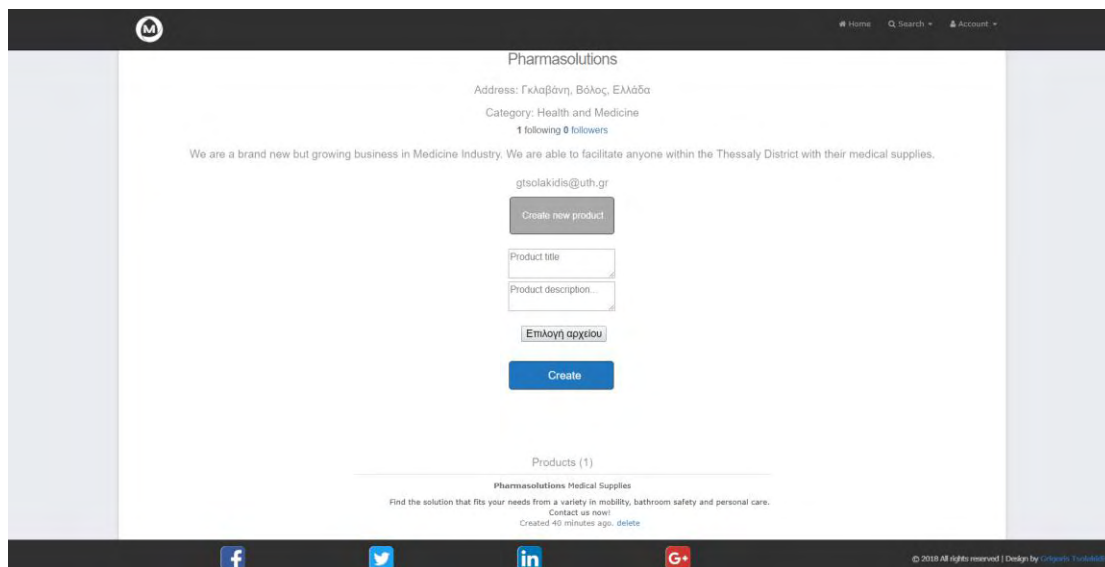 M
Home Search Account
Pharmasolutions
Address: Γκλαβάνη, Βόλος, Ελλάδα
Category: Health and Medicine
1 following 0 followers
We are a brand new but growing business in Medicine Industry. We are able to facilitate anyone within the Thessaly District with their medical supplies.
gtsolakidis@uth.gr
Create new product
Product title
Product description...
Επιλογή αρχείου
Create
Products (1)
Pharmasolutions Medical Supplies
Find the solution that fits your needs from a variety in mobility, bathroom safety and personal care.
Contact us now!
Created 40 minutes ago. delete
f in G+ © 2018 All rights reserved | Design by Grigoris Tsolakidis